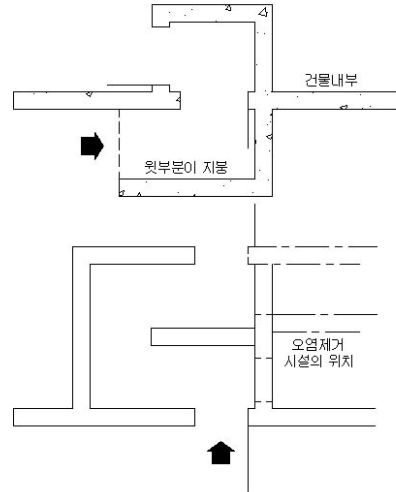 건물내부
윗부분이 지붕
오염제거
시설의 위치